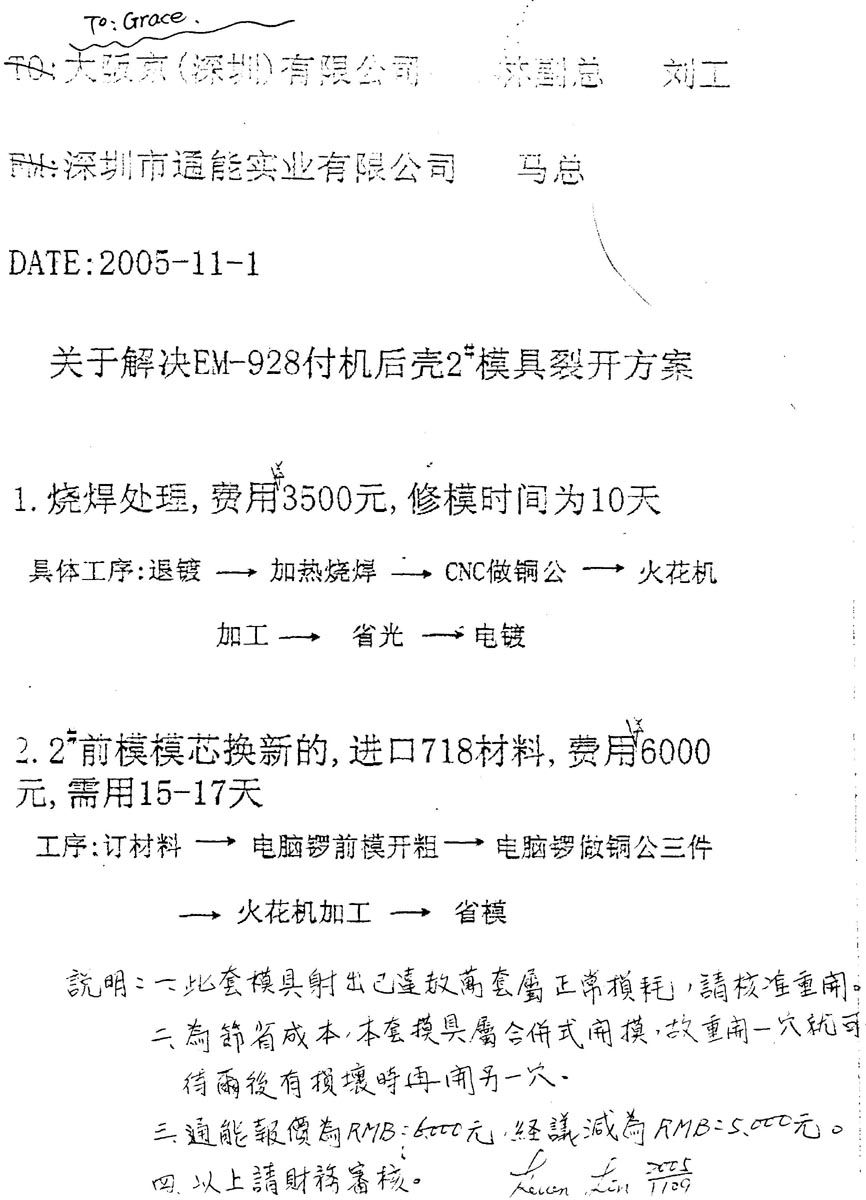 To: Grace.
TO:大阪京(深圳)有限公司 林副总 刘工
FM:深圳市通能实业有限公司 马总
DATE:2005-11-1
关于解决EM-928付机后壳2#模具裂开方案
1.烧焊处理,费用3500元,修模时间为10天
具体工序:退镀 → 加热烧焊 → CNC做铜公 → 火花机
加工 → 省光 → 电镀
2.2#前模模芯换新的,进口718材料,费用6000
元,需用15-17天
工序:订材料 → 电脑锣前模开粗 → 电脑锣做铜公三件
→ 火花机加工 → 省模
説明:一、此套模具射出已達数萬套屬正常損耗,請核准重開。
二、為節省成本,本套摸具屬合併式開摸,故重開一穴就可
待爾後有損壞時再開另一穴.
三、通能報價為RMB:6000元,経議減為RMB:5,000元。
四、以上請財務審核。 Lin 2005 1109